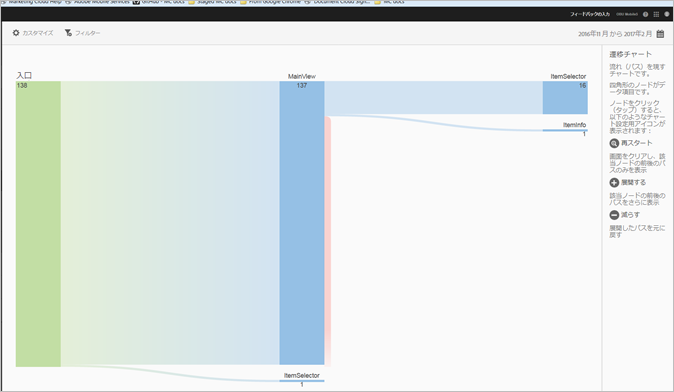 Marketing Cloud Help
Adobe Mobile Services
GitHub - MC docs
Staged MC docs
From Google Chrome
Document Cloud Sign...
MC docs
フィードバックの入力
カスタマイズ
フィルター
2016年11月 から 2017年2月
入口
138
MainView
137
ItemSelector
16
ItemInfo
1
ItemSelector
1
遷移チャート
流れ（パス）を現す
チャートです。
四角形のノードがデ
ータ項目です。
ノードをクリック
（タップ）すると、
以下のようなチャー
ト設定用アイコンが
表示されます：
再スタート
画面をクリアし、該
当ノードの前後のパ
スのみを表示
展開する
該当ノードの前後の
パスをさらに表示
減らす
展開したパスを元に
戻す